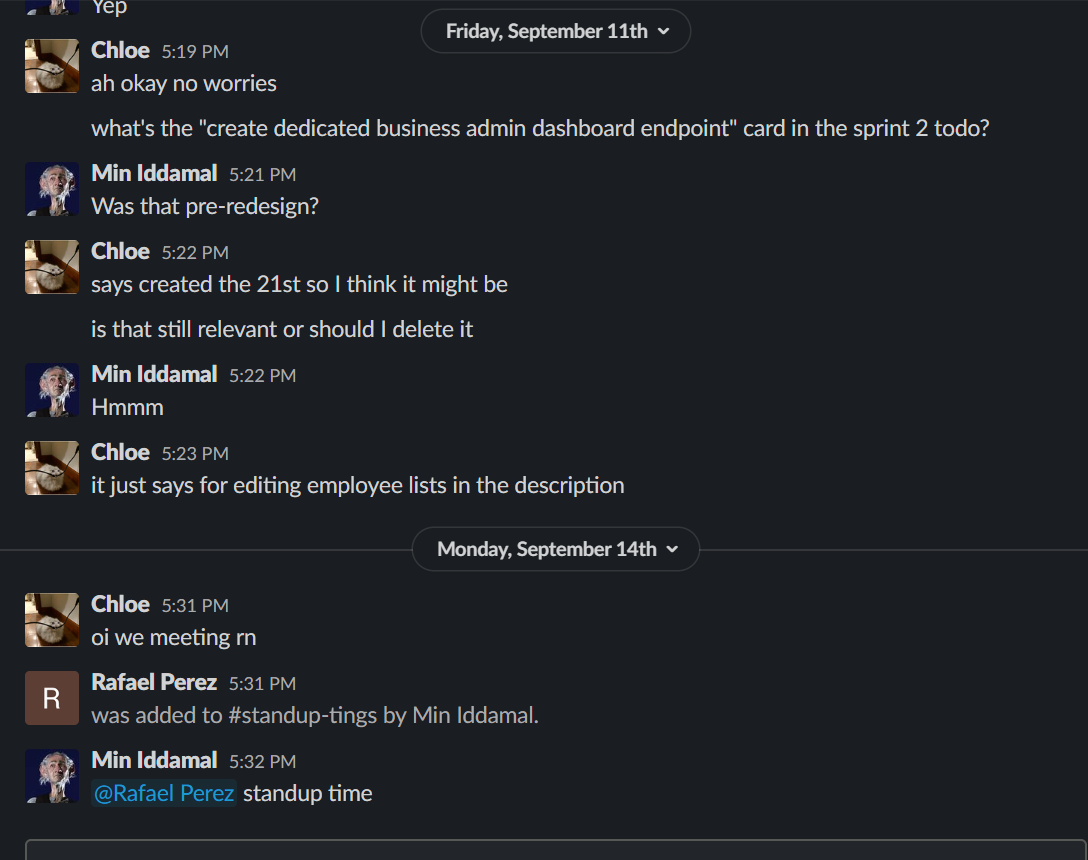 Yep
Friday, September 11th
Chloe 5:19 PM
ah okay no worries
what's the "create dedicated business admin dashboard endpoint" card in the sprint 2 todo?
Min Iddamal 5:21 PM
Was that pre-redesign?
Chloe 5:22 PM
says created the 21st so I think it might be
is that still relevant or should I delete it
Min Iddamal 5:22 PM
Hmmm
Chloe 5:23 PM
it just says for editing employee lists in the description
Monday, September 14th
Chloe 5:31 PM
oi we meeting rn
R
Rafael Perez 5:31 PM
was added to #standup-tings by Min Iddamal.
Min Iddamal 5:32 PM
@Rafael Perez standup time